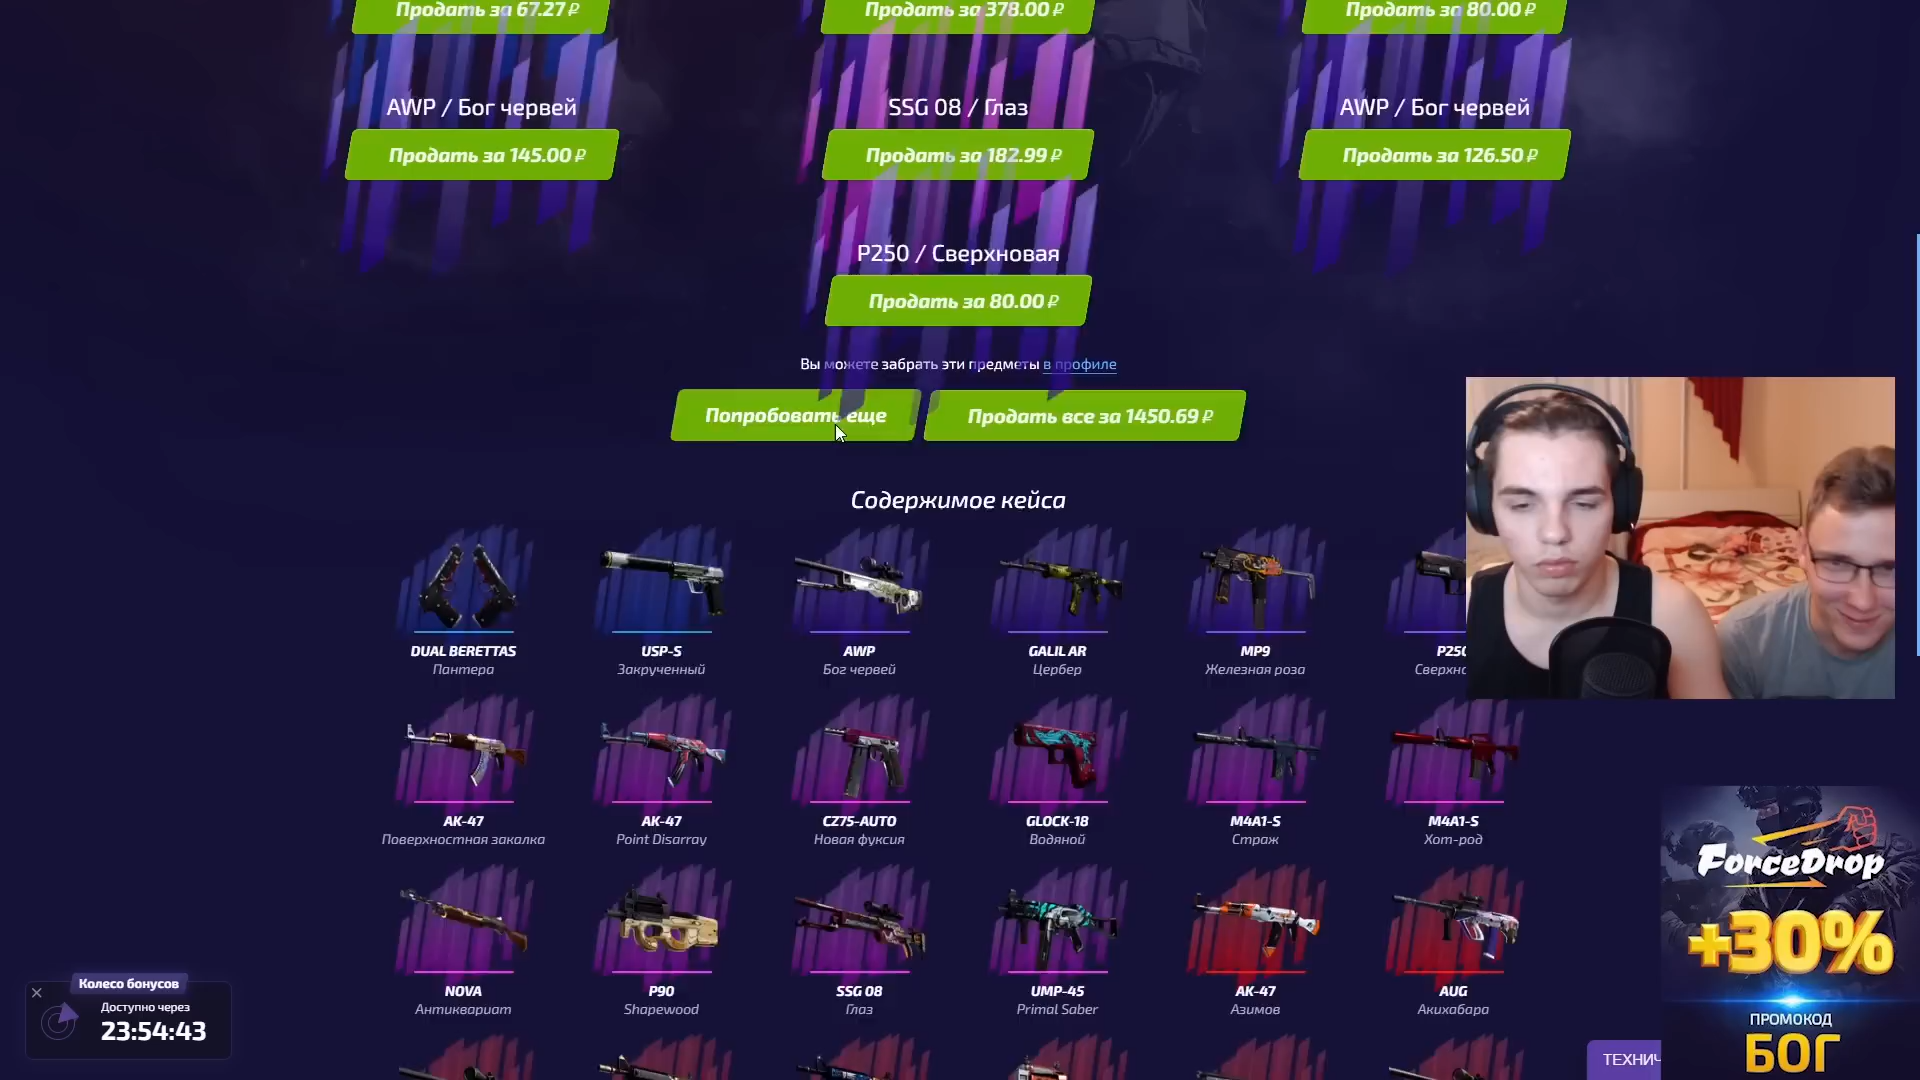 Продать за 67.27 ₽
Продать за 378.00 ₽
Продать за 80.00 ₽
AWP / Бог червей
SSG 08 / Глаз
AWP / Бог червей
Продать за 145.00 ₽
Продать за 182.99 ₽
Продать за 126.50 ₽
P250 / Сверхновая
Продать за 80.00 ₽
Вы можете забрать эти предметы в профиле
Попробовать еще
Продать все за 1450.69 ₽
Содержимое кейса
DUAL BERETTAS
Пантера
USP-S
Закрученный
AWP
Бог червей
GALIL AR
Цербер
MP9
Железная роза
P250
Сверхно
AK-47
Поверхностная закалка
AK-47
Point Disarray
CZ75-AUTO
Новая фуксия
GLOCK-18
Водяной
M4A1-S
Страж
M4A1-S
Хот-род
NOVA
Антиквариат
P90
Shapewood
SSG 08
Глаз
UMP-45
Primal Saber
AK-47
Азимов
AUG
Акихабара
Колесо бонусов
Доступно через
23:54:43
ForceDrop
+30%
ПРОМОКОД
БОГ
ТЕХНИЧ